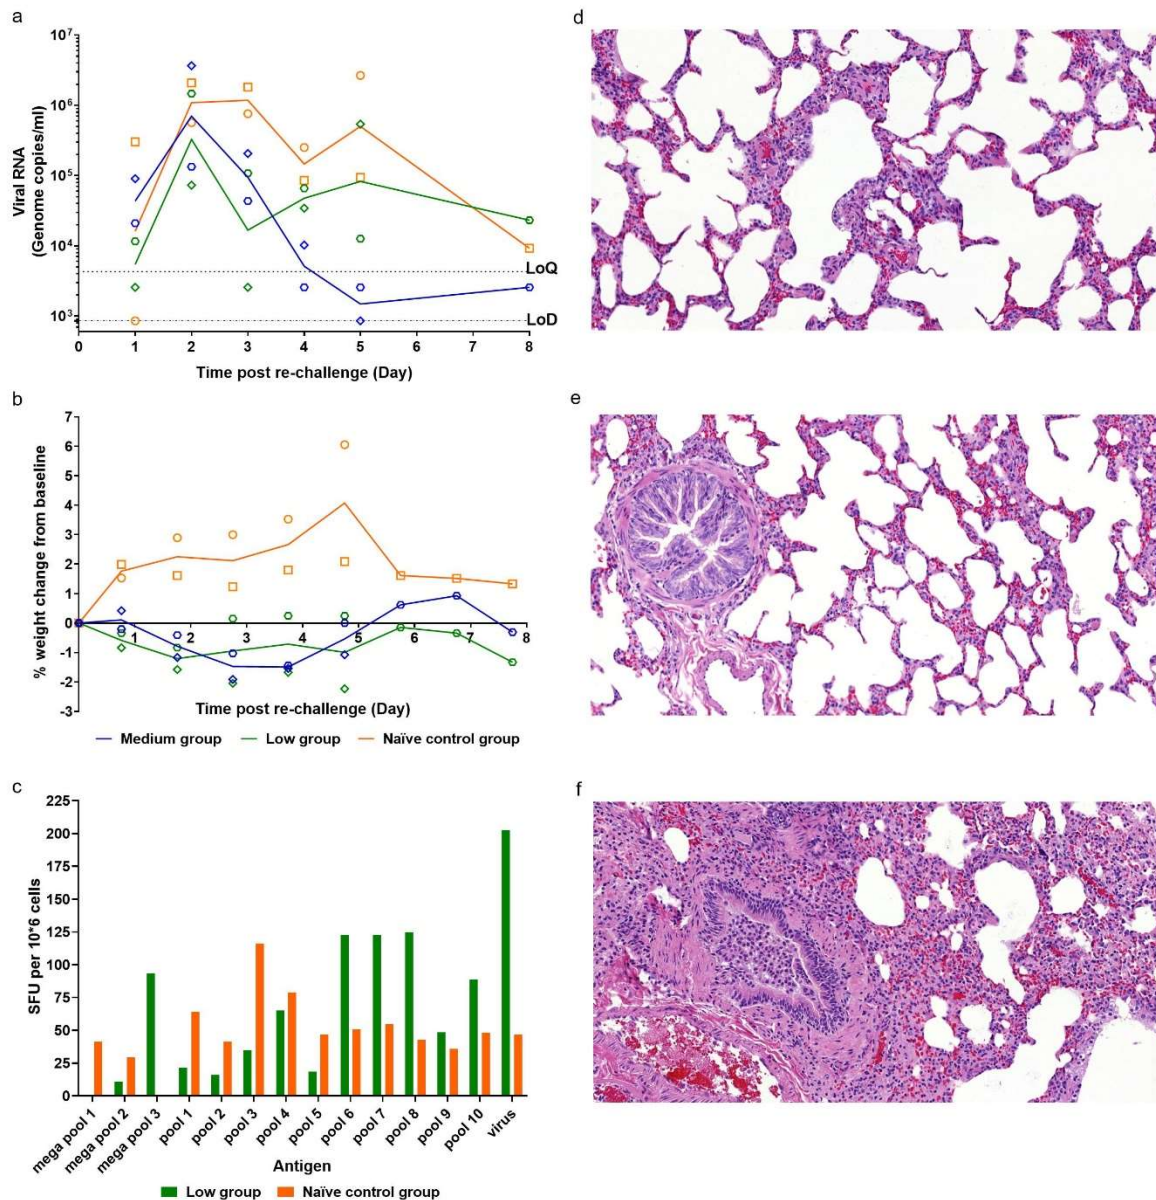 a
10⁷
10⁶
10⁵
10⁴
10³
Viral RNA
(Genome copies/ml)
LoQ
LoD
0 1 2 3 4 5 6 7 8
Time post re-challenge (Day)
b
7
6
5
4
3
2
1
0
-1
-2
-3
% weight change from baseline
1 2 3 4 5 6 7 8
Time post re-challenge (Day)
Medium group Low group Naïve control group
c
225
200
175
150
125
100
75
50
25
0
SFU per 10*6 cells
mega pool 1
mega pool 2
mega pool 3
pool 1
pool 2
pool 3
pool 4
pool 5
pool 6
pool 7
pool 8
pool 9
pool 10
virus
Antigen
Low group Naïve control group
d
e
f